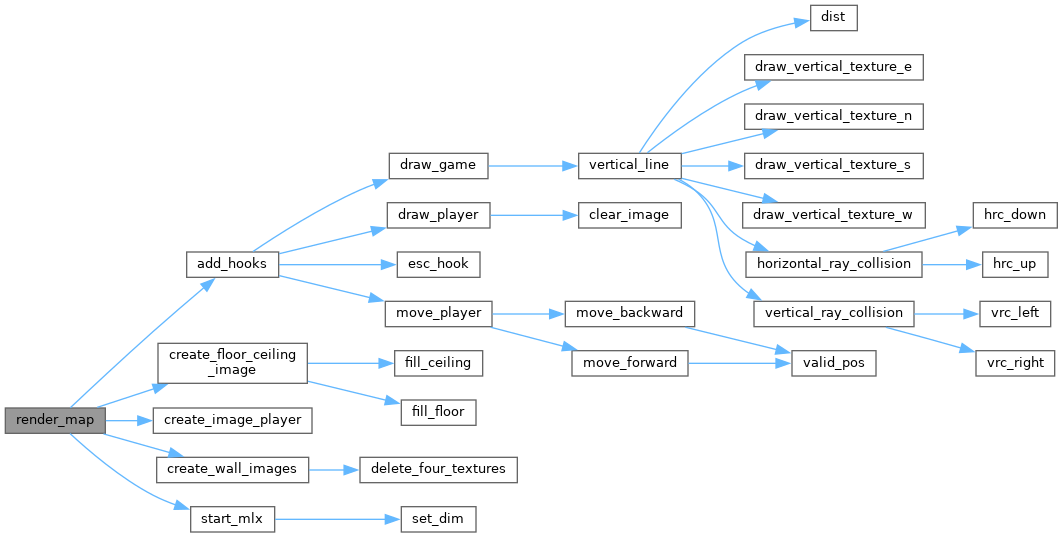 dist
draw_vertical_texture_e
draw_vertical_texture_n
draw_game
vertical_line
draw_vertical_texture_s
draw_player
clear_image
draw_vertical_texture_w
hrc_down
add_hooks
esc_hook
horizontal_ray_collision
hrc_up
move_player
move_backward
vertical_ray_collision
vrc_left
create_floor_ceiling
_image
fill_ceiling
move_forward
valid_pos
vrc_right
render_map
create_image_player
fill_floor
create_wall_images
delete_four_textures
start_mlx
set_dim